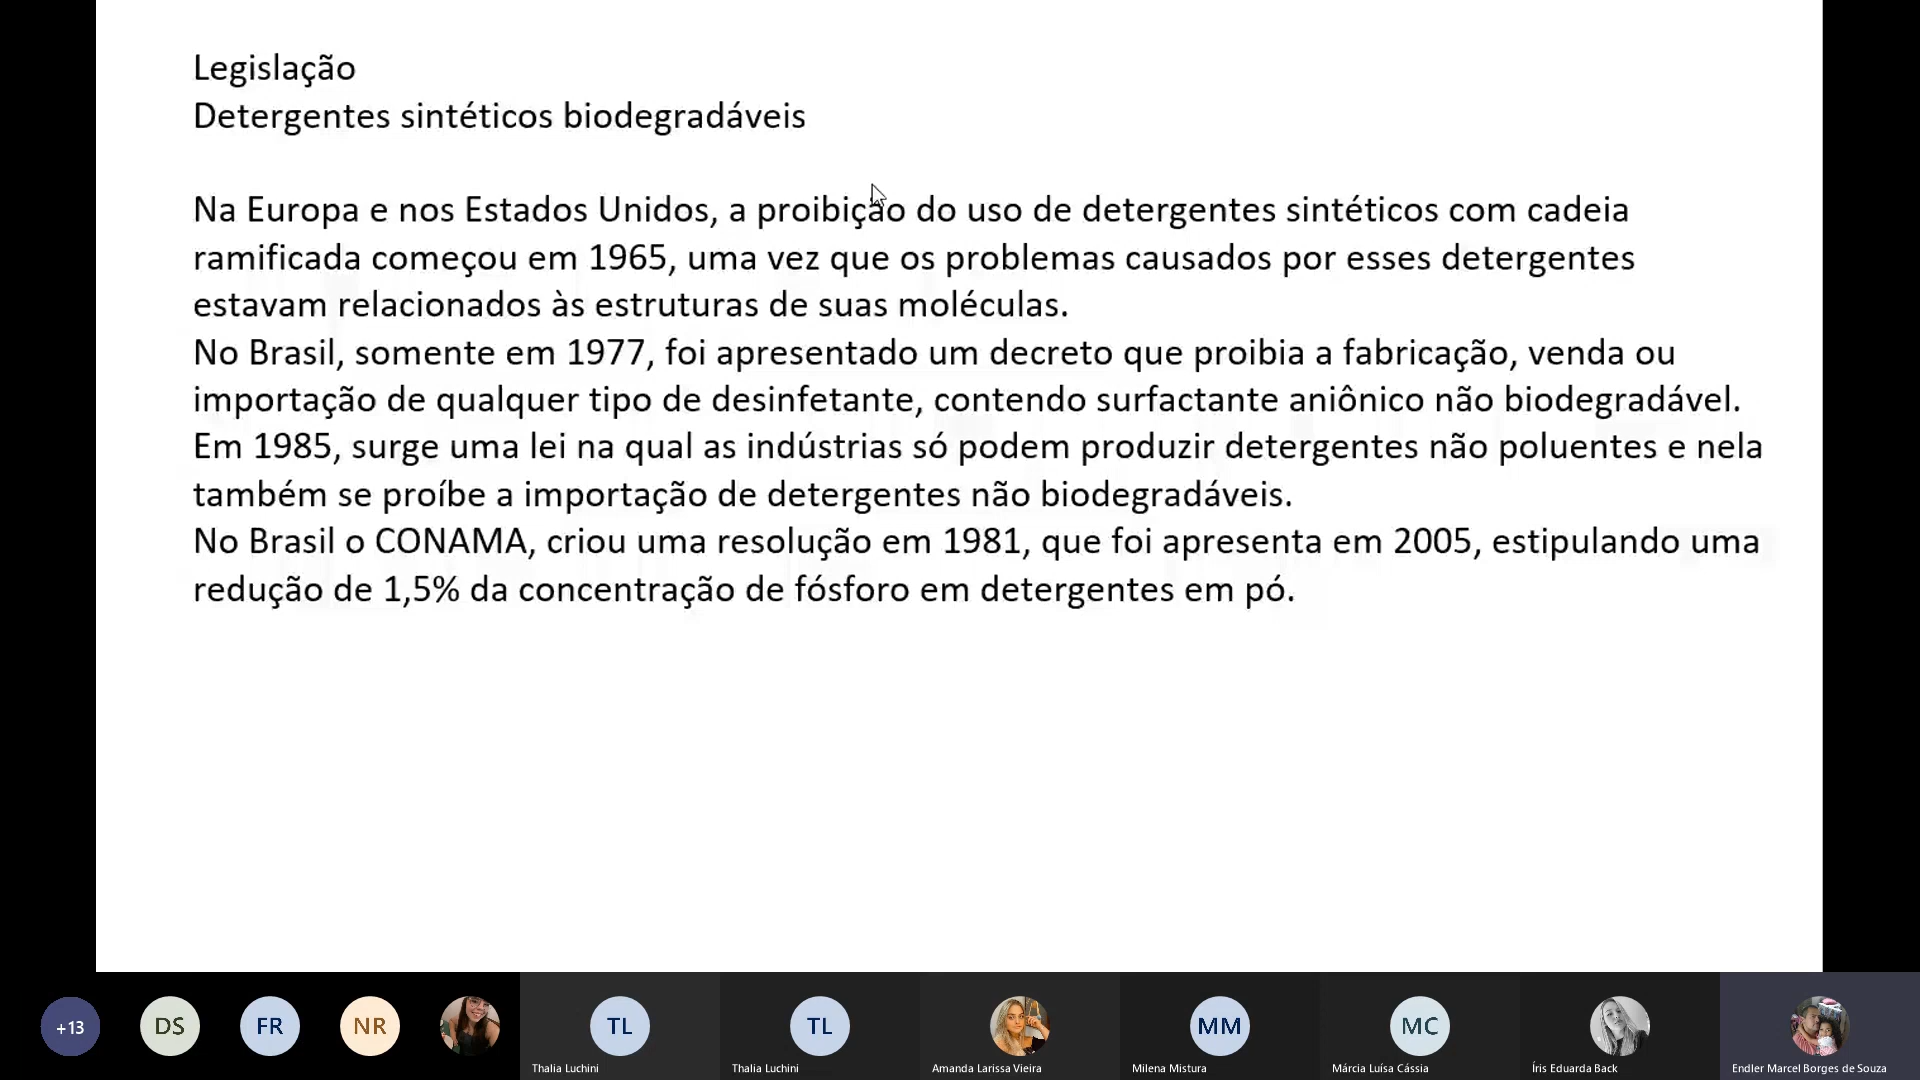 Legislação
Detergentes sintéticos biodegradáveis
Na Europa e nos Estados Unidos, a proibição do uso de detergentes sintéticos com cadeia
ramificada começou em 1965, uma vez que os problemas causados por esses detergentes
estavam relacionados às estruturas de suas moléculas.
No Brasil, somente em 1977, foi apresentado um decreto que proibia a fabricação, venda ou
importação de qualquer tipo de desinfetante, contendo surfactante aniônico não biodegradável.
Em 1985, surge uma lei na qual as indústrias só podem produzir detergentes não poluentes e nela
também se proíbe a importação de detergentes não biodegradáveis.
No Brasil o CONAMA, criou uma resolução em 1981, que foi apresenta em 2005, estipulando uma
redução de 1,5% da concentração de fósforo em detergentes em pó.
+13 DS FR NR TL TL MM MC
Thalia Luchini Thalia Luchini Amanda Larissa Vieira Milena Mistura Márcia Luísa Cássia Íris Eduarda Back Endler Marcel Borges de Souza